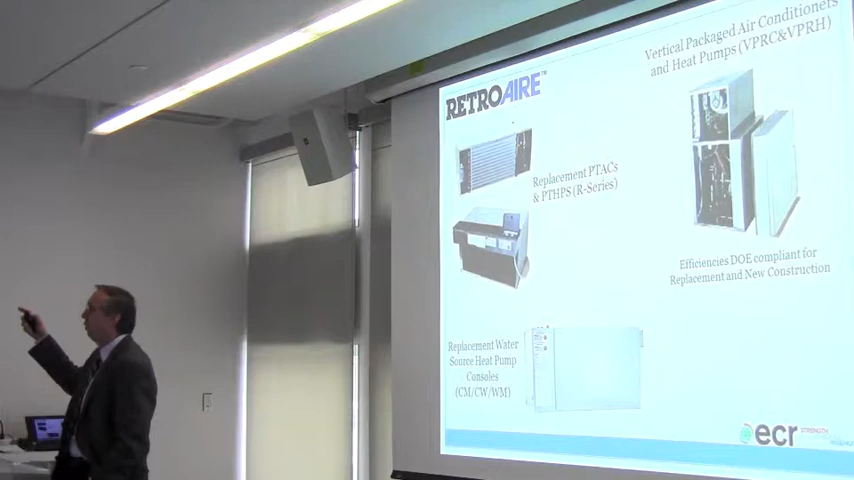 RETROAIRE™
Replacement PTACs
& PTHPS (R-Series)
Replacement Water
Source Heat Pump
Consoles
(CM/CW/WM)
Vertical Packaged Air Conditioners
and Heat Pumps (VPRC&VPRH)
Efficiencies DOE compliant for
Replacement and New Construction
ecr